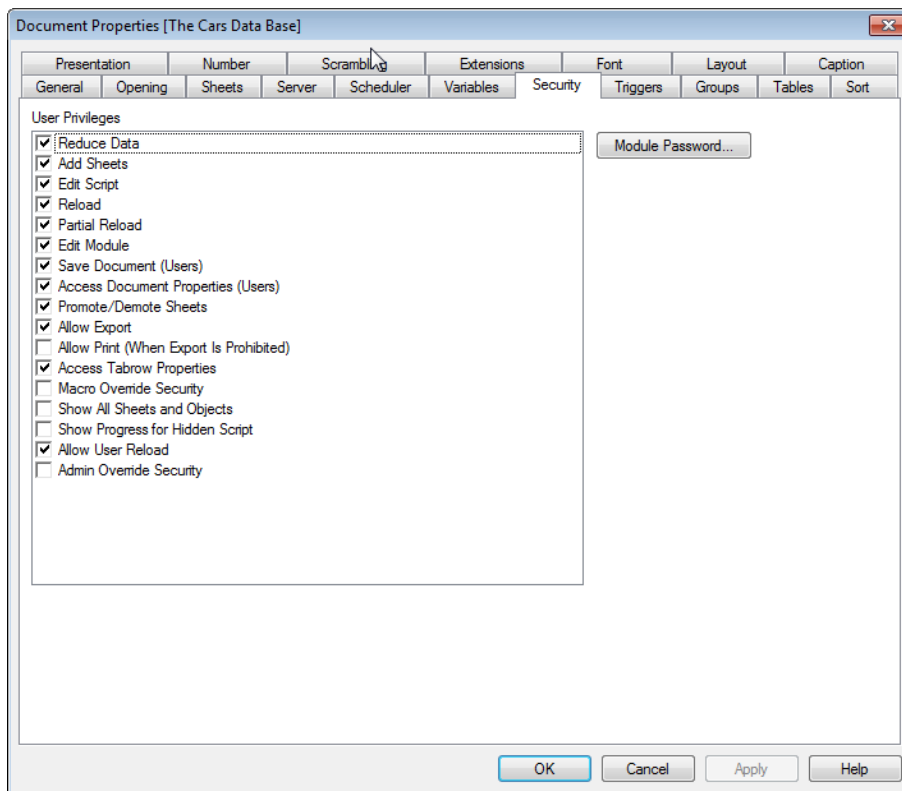 Document Properties [The Cars Data Base]
Presentation Number Scrambling Extensions Font Layout Caption
General Opening Sheets Server Scheduler Variables Security Triggers Groups Tables Sort
User Privileges
Reduce Data
Module Password...
Add Sheets
Edit Script
Reload
Partial Reload
Edit Module
Save Document (Users)
Access Document Properties (Users)
Promote/Demote Sheets
Allow Export
Allow Print (When Export Is Prohibited)
Access Tabrow Properties
Macro Override Security
Show All Sheets and Objects
Show Progress for Hidden Script
Allow User Reload
Admin Override Security
OK Cancel Apply Help